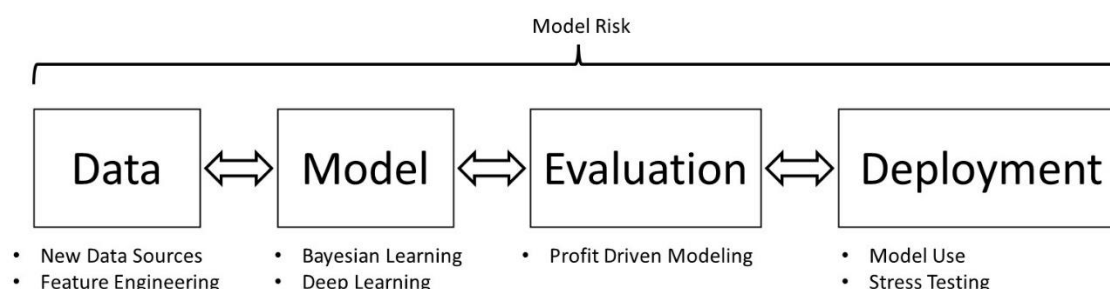 Model Risk
Data
Model
Evaluation
Deployment
• New Data Sources
• Feature Engineering
• Bayesian Learning
• Deep Learning
• Profit Driven Modeling
• Model Use
• Stress Testing